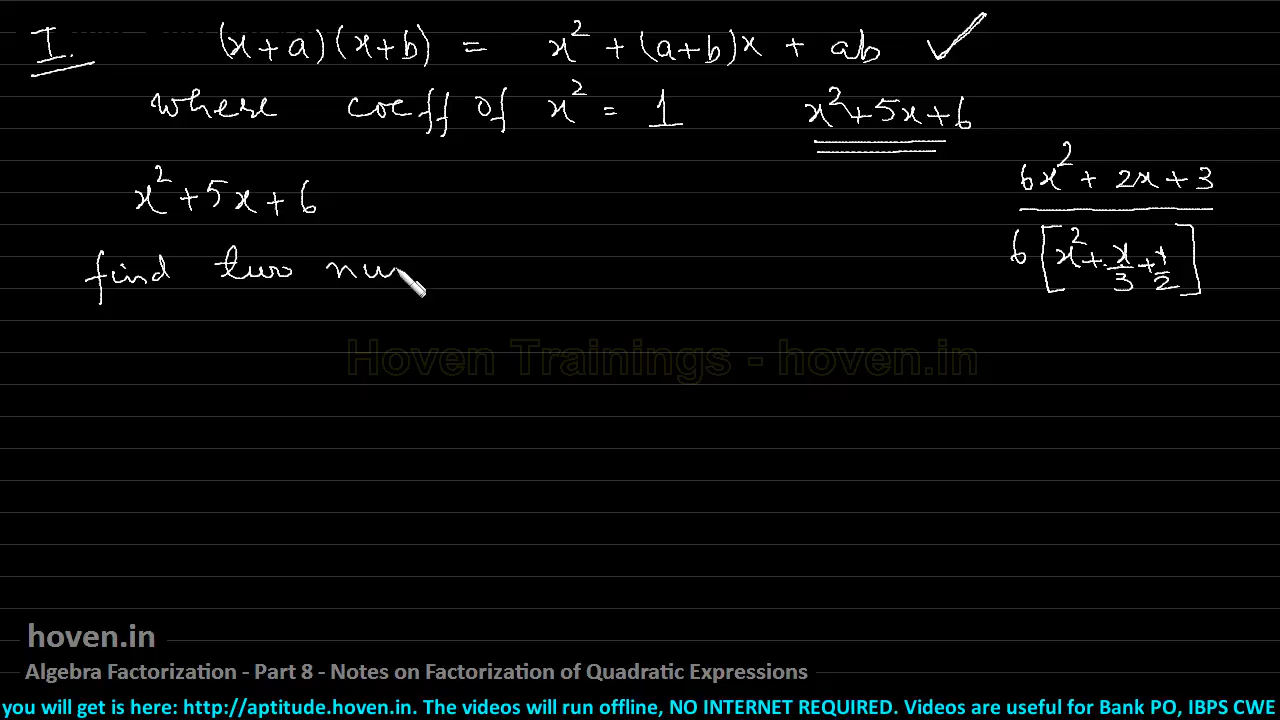 I. (x+a)(x+b) = x² + (a+b)x + ab ✓
where coeff of x² = 1 x²+5x+6
6x² + 2x + 3
x² + 5x + 6
6[x² + x/3 + 1/2]
find two nu
Hoven Trainings - hoven.in
hoven.in
Algebra Factorization - Part 8 - Notes on Factorization of Quadratic Expressions
you will get is here: http://aptitude.hoven.in. The videos will run offline, NO INTERNET REQUIRED. Videos are useful for Bank PO, IBPS CWE